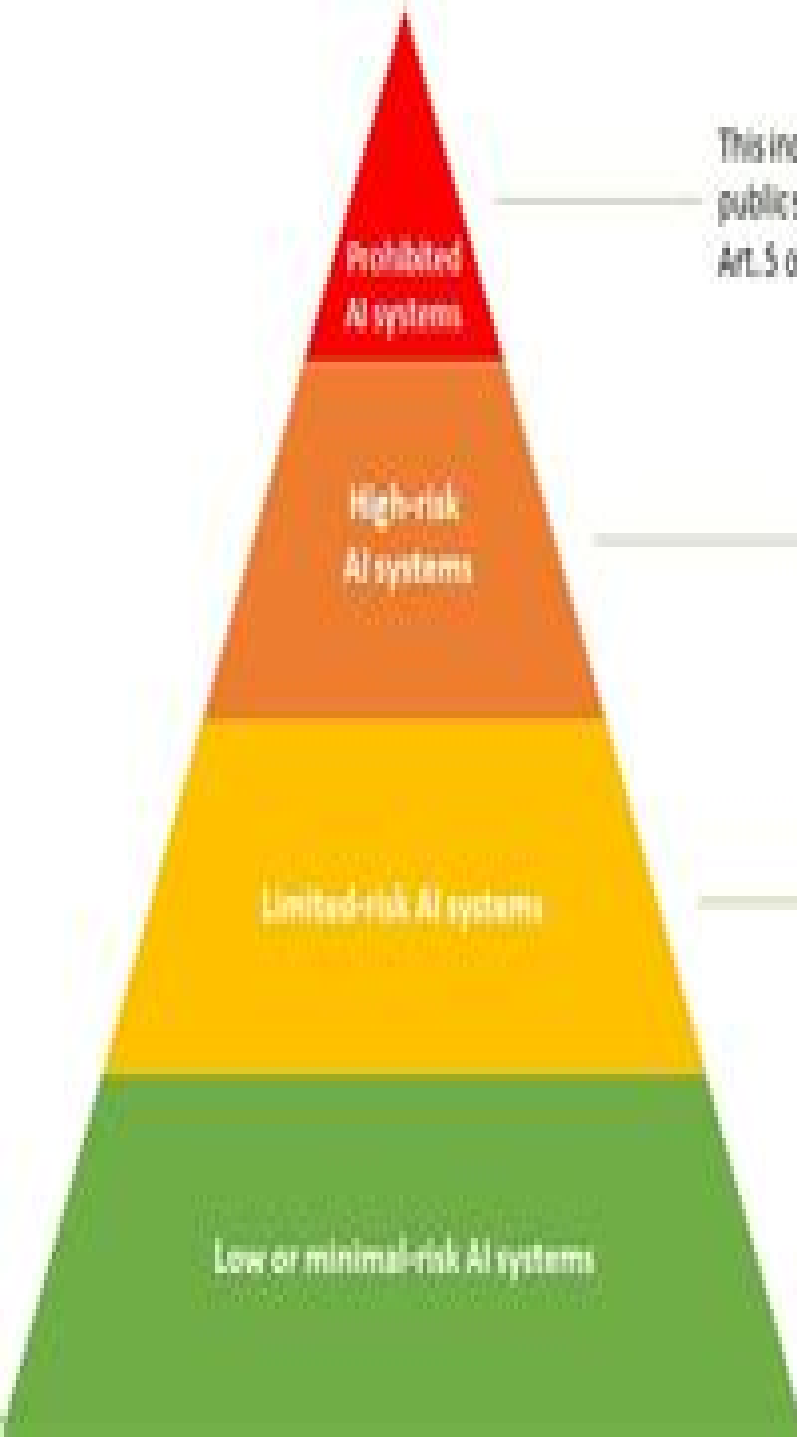 This inc
public s
Art. 5 o
Prohibited
AI systems
High-risk
AI systems
Limited-risk AI systems
Low or minimal-risk AI systems